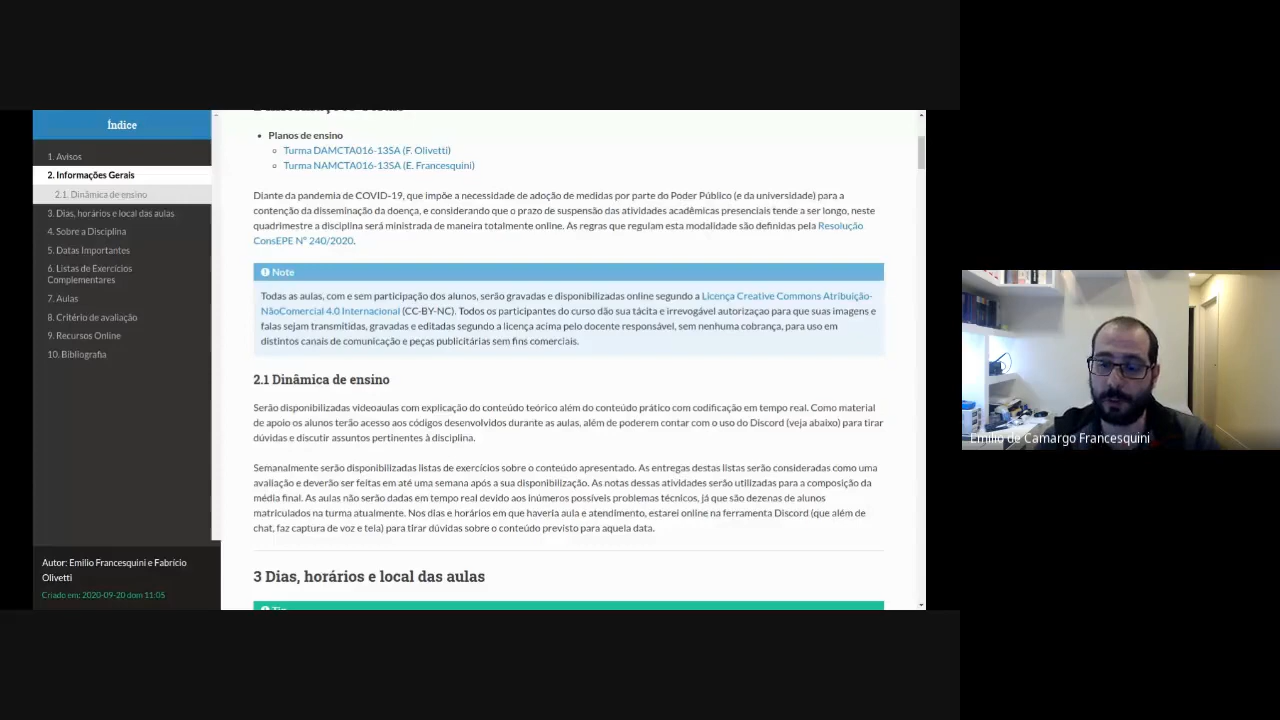 Índice
1. Avisos
2. Informações Gerais
2.1. Dinâmica de ensino
3. Dias, horários e local das aulas
4. Sobre a Disciplina
5. Datas Importantes
6. Listas de Exercícios
Complementares
7. Aulas
8. Critério de avaliação
9. Recursos Online
10. Bibliografia
Autor: Emilio Francesquini e Fabrício
Olivetti
Criado em: 2020-09-20 dom 11:05
Planos de ensino
Turma DAMCTA016-13SA (F. Olivetti)
Turma NAMCTA016-13SA (E. Francesquini)
Diante da pandemia de COVID-19, que impõe a necessidade de adoção de medidas por parte do Poder Público (e da universidade) para a
contenção da disseminação da doença, e considerando que o prazo de suspensão das atividades acadêmicas presenciais tende a ser longo, neste
quadrimestre a disciplina será ministrada de maneira totalmente online. As regras que regulam esta modalidade são definidas pela Resolução
ConsEPE Nº 240/2020.
Note
Todas as aulas, com e sem participação dos alunos, serão gravadas e disponibilizadas online segundo a Licença Creative Commons Atribuição-
NãoComercial 4.0 Internacional (CC-BY-NC). Todos os participantes do curso dão sua tácita e irrevogável autorizaçao para que suas imagens e
falas sejam transmitidas, gravadas e editadas segundo a licença acima pelo docente responsável, sem nenhuma cobrança, para uso em
distintos canais de comunicação e peças publicitárias sem fins comerciais.
2.1 Dinâmica de ensino
Serão disponibilizadas videoaulas com explicação do conteúdo teórico além do conteúdo prático com codificação em tempo real. Como material
de apoio os alunos terão acesso aos códigos desenvolvidos durante as aulas, além de poderem contar com o uso do Discord (veja abaixo) para tirar
dúvidas e discutir assuntos pertinentes à disciplina.
Semanalmente serão disponibilizadas listas de exercícios sobre o conteúdo apresentado. As entregas destas listas serão consideradas como uma
avaliação e deverão ser feitas em até uma semana após a sua disponibilização. As notas dessas atividades serão utilizadas para a composição da
média final. As aulas não serão dadas em tempo real devido aos inúmeros possíveis problemas técnicos, já que são dezenas de alunos
matriculados na turma atualmente. Nos dias e horários em que haveria aula e atendimento, estarei online na ferramenta Discord (que além de
chat, faz captura de voz e tela) para tirar dúvidas sobre o conteúdo previsto para aquela data.
3 Dias, horários e local das aulas
Emilio de Camargo Francesquini